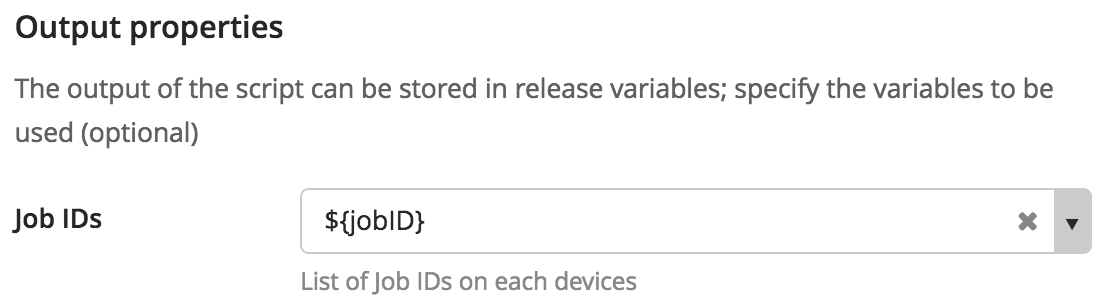 Output properties
The output of the script can be stored in release variables; specify the variables to be
used (optional)
Job IDs
${jobID}
List of Job IDs on each devices